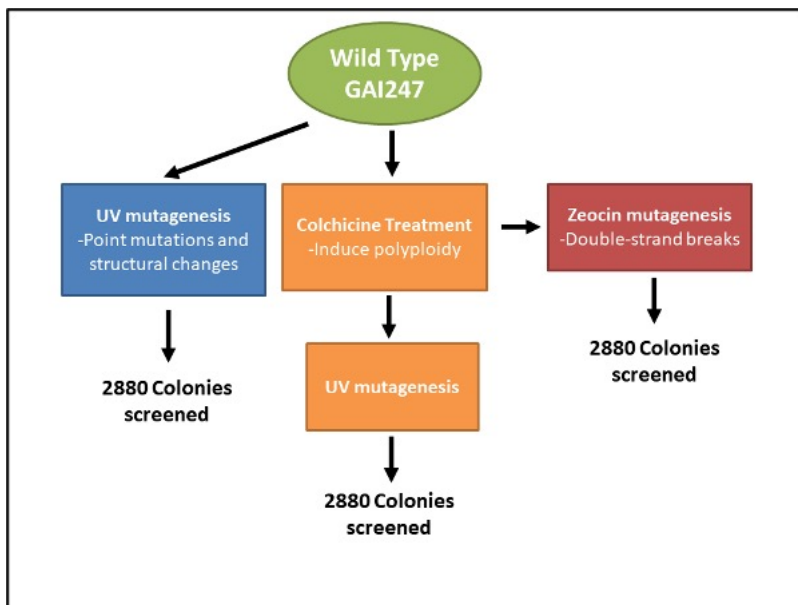 Wild Type
GAI247
UV mutagenesis
-Point mutations and
structural changes
Colchicine Treatment
-Induce polyploidy
Zeocin mutagenesis
-Double-strand breaks
2880 Colonies
screened
UV mutagenesis
2880 Colonies
screened
2880 Colonies
screened